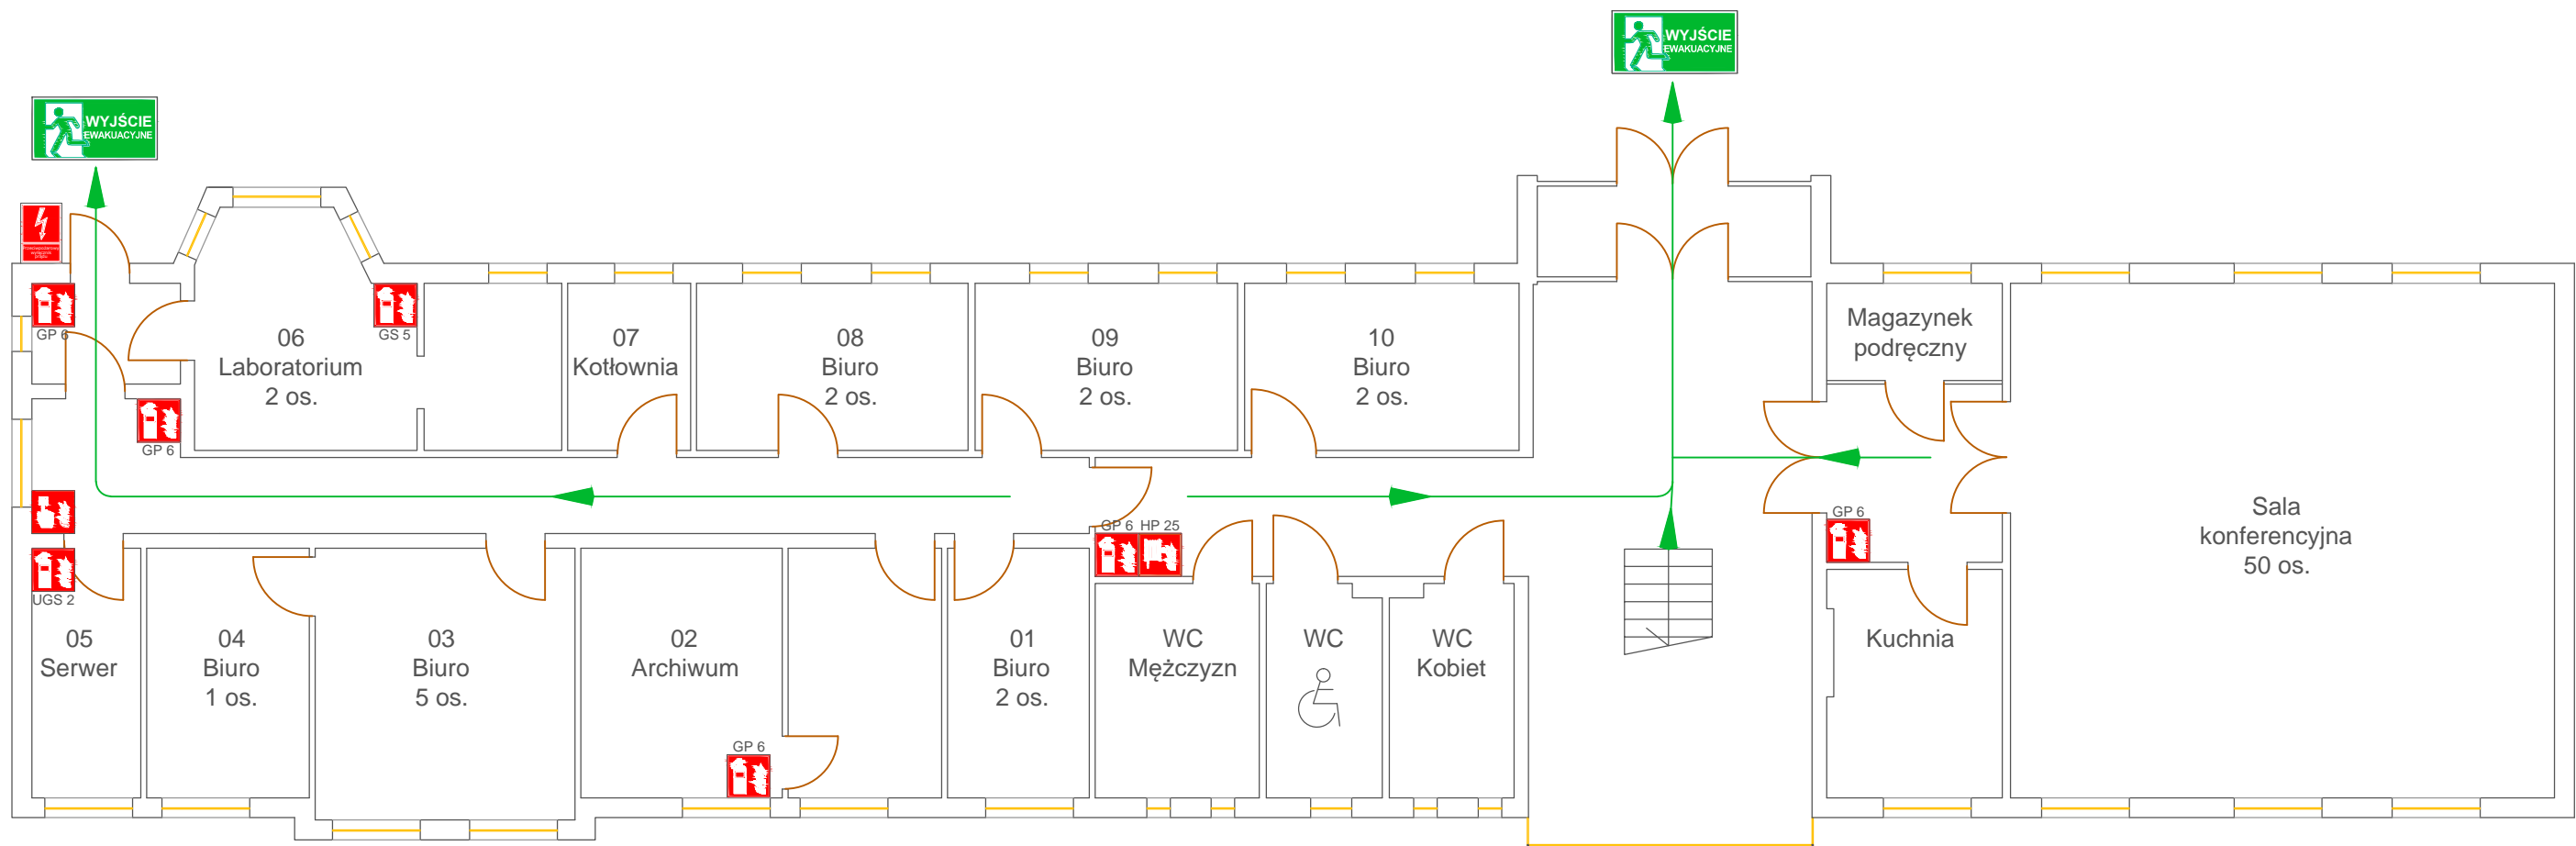 WYJŚCIE
EWAKUACYJNE
WYJŚCIE
EWAKUACYJNE
GP 6
GS 5
GP 6
06
Laboratorium
2 os.
07
Kotłownia
08
Biuro
2 os.
09
Biuro
2 os.
10
Biuro
2 os.
Magazynek
podręczny
GP 6 HP 25
GP 6
Sala
konferencyjna
50 os.
UGS 2
05
Serwer
04
Biuro
1 os.
03
Biuro
5 os.
02
Archiwum
GP 6
01
Biuro
2 os.
WC
Mężczyzn
WC
WC
Kobiet
Kuchnia